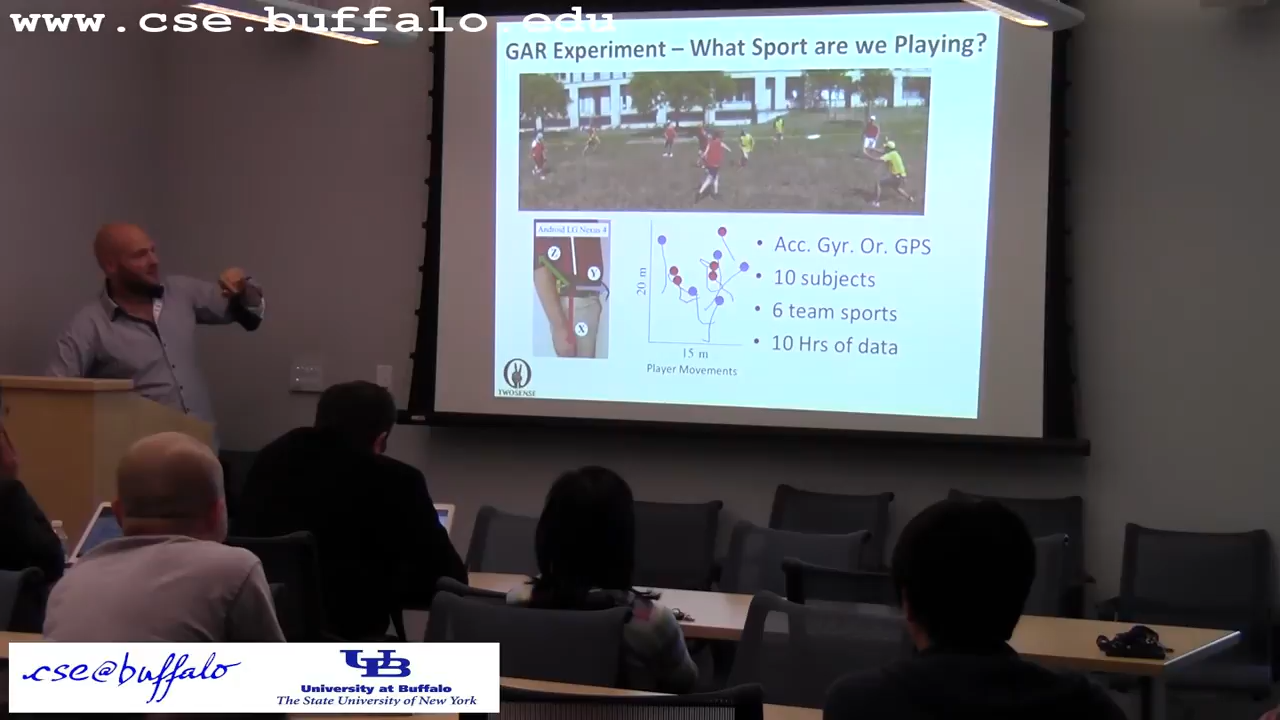 www.cse.buffalo.edu
GAR Experiment – What Sport are we Playing?
Android LG Nexus 4
Z
Y
X
20 m
15 m
Player Movements
• Acc. Gyr. Or. GPS
• 10 subjects
• 6 team sports
• 10 Hrs of data
TWOSENSE
cse@buffalo
UB
University at Buffalo
The State University of New York